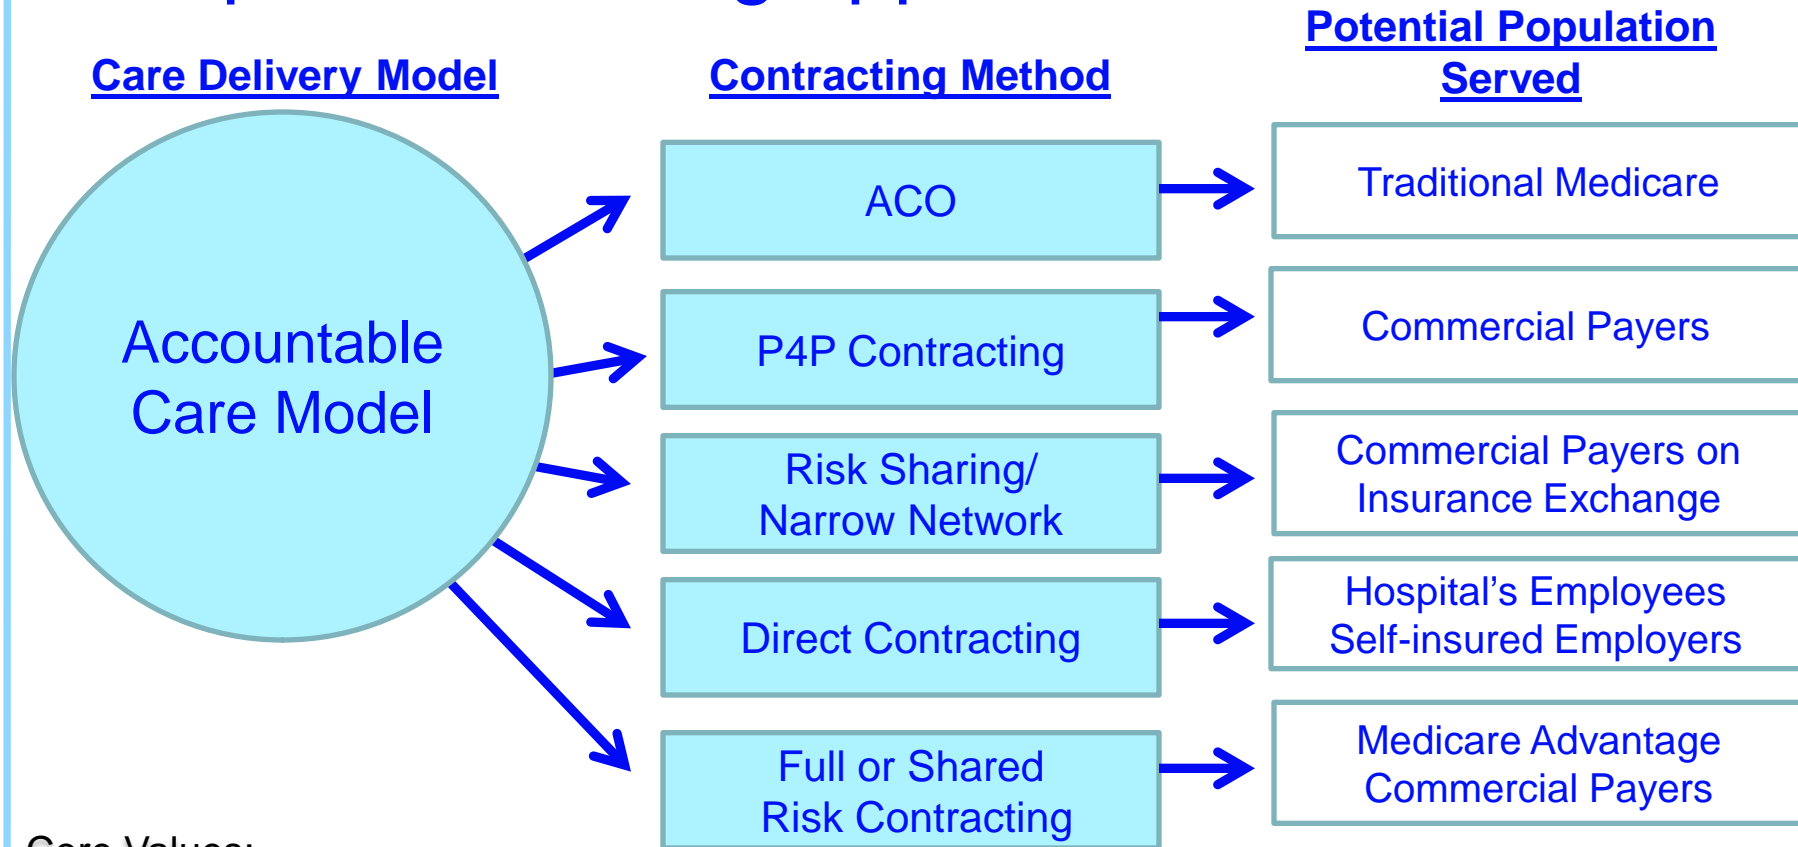 Care Delivery Model
Contracting Method
Potential Population
Served
Accountable
Care Model
ACO
Traditional Medicare
P4P Contracting
Commercial Payers
Risk Sharing/
Narrow Network
Commercial Payers on
Insurance Exchange
Direct Contracting
Hospital’s Employees
Self-insured Employers
Full or Shared
Risk Contracting
Medicare Advantage
Commercial Payers
Values: